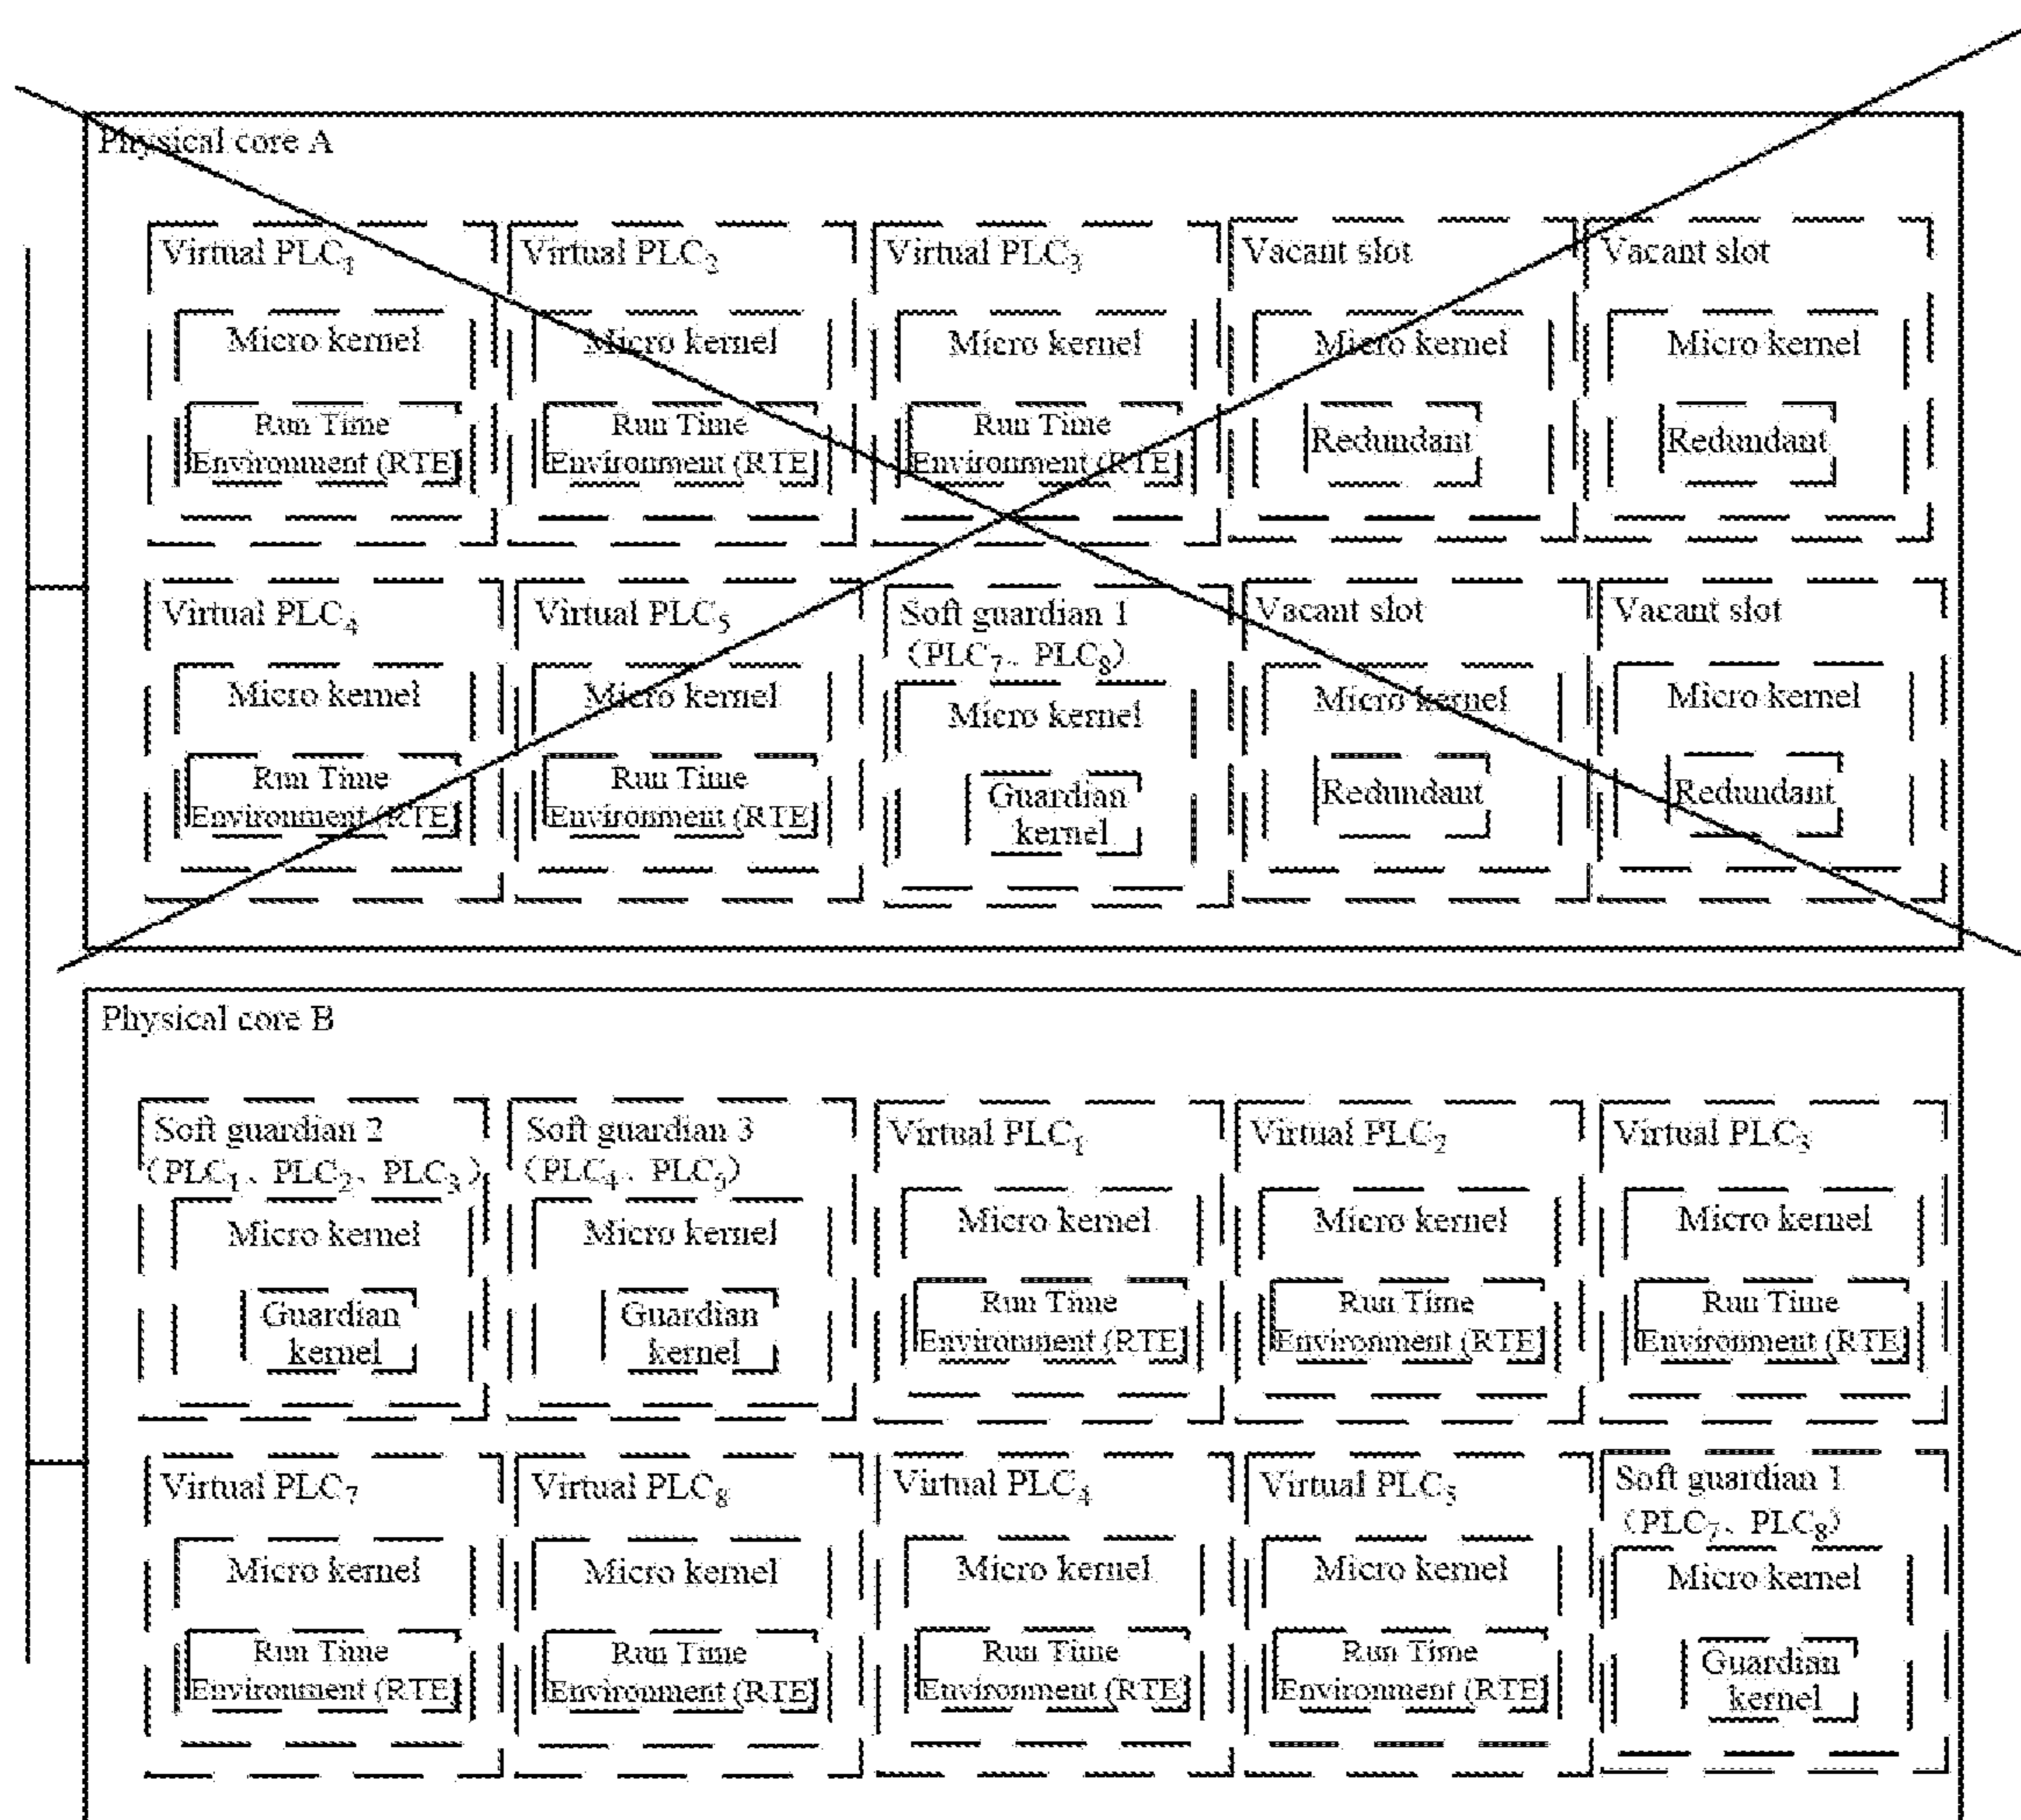 Physical core A
Virtual PLC₁
Micro kernel
Run Time
Environment (RTE)
Virtual PLC₂
Micro kernel
Run Time
Environment (RTE)
Virtual PLC₃
Micro kernel
Run Time
Environment (RTE)
Vacant slot
Micro kernel
Redundant
Vacant slot
Micro kernel
Redundant
Virtual PLC₄
Micro kernel
Run Time
Environment (RTE)
Virtual PLC₅
Micro kernel
Run Time
Environment (RTE)
Soft guardian 1
(PLC₇、PLC₈)
Micro kernel
Guardian
kernel
Vacant slot
Micro kernel
Redundant
Vacant slot
Micro kernel
Redundant
Physical core B
Soft guardian 2
(PLC₁、PLC₂、PLC₃)
Micro kernel
Guardian
kernel
Soft guardian 3
(PLC₄、PLC₅)
Micro kernel
Guardian
kernel
Virtual PLC₁
Micro kernel
Run Time
Environment (RTE)
Virtual PLC₂
Micro kernel
Run Time
Environment (RTE)
Virtual PLC₃
Micro kernel
Run Time
Environment (RTE)
Virtual PLC₇
Micro kernel
Run Time
Environment (RTE)
Virtual PLC₈
Micro kernel
Run Time
Environment (RTE)
Virtual PLC₄
Micro kernel
Run Time
Environment (RTE)
Virtual PLC₅
Micro kernel
Run Time
Environment (RTE)
Soft guardian 1
(PLC₇、PLC₈)
Micro kernel
Guardian
kernel